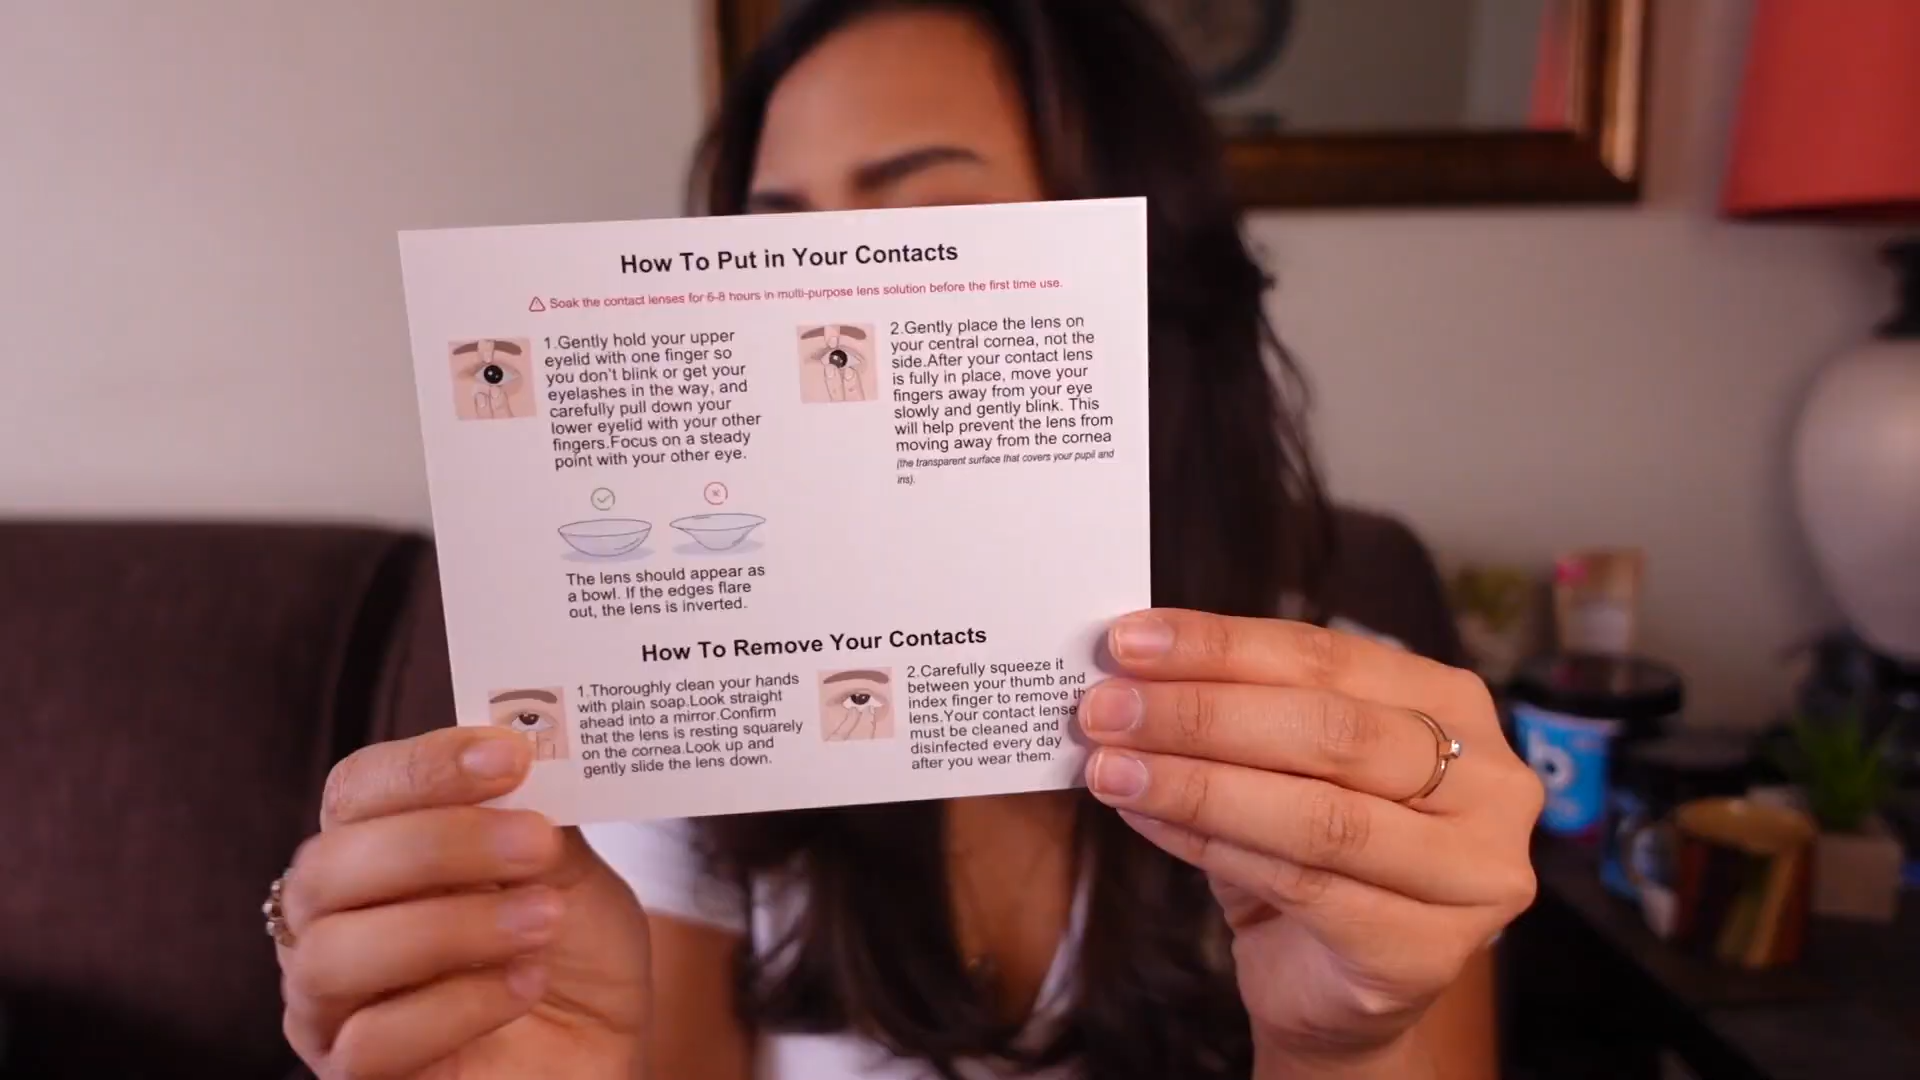 How To Put in Your Contacts
Soak the contact lenses for 6-8 hours in multi-purpose lens solution before the first time use.
1.Gently hold your upper
eyelid with one finger so
you don't blink or get your
eyelashes in the way, and
carefully pull down your
lower eyelid with your other
fingers.Focus on a steady
point with your other eye.
2.Gently place the lens on
your central cornea, not the
side.After your contact lens
is fully in place, move your
fingers away from your eye
slowly and gently blink. This
will help prevent the lens from
moving away from the cornea
(the transparent surface that covers your pupil and
iris).
The lens should appear as
a bowl. If the edges flare
out, the lens is inverted.
How To Remove Your Contacts
1.Thoroughly clean your hands
with plain soap.Look straight
ahead into a mirror.Confirm
that the lens is resting squarely
on the cornea.Look up and
gently slide the lens down.
2.Carefully squeeze it
between your thumb and
index finger to remove th
lens.Your contact lense
must be cleaned and
disinfected every day
after you wear them.
b